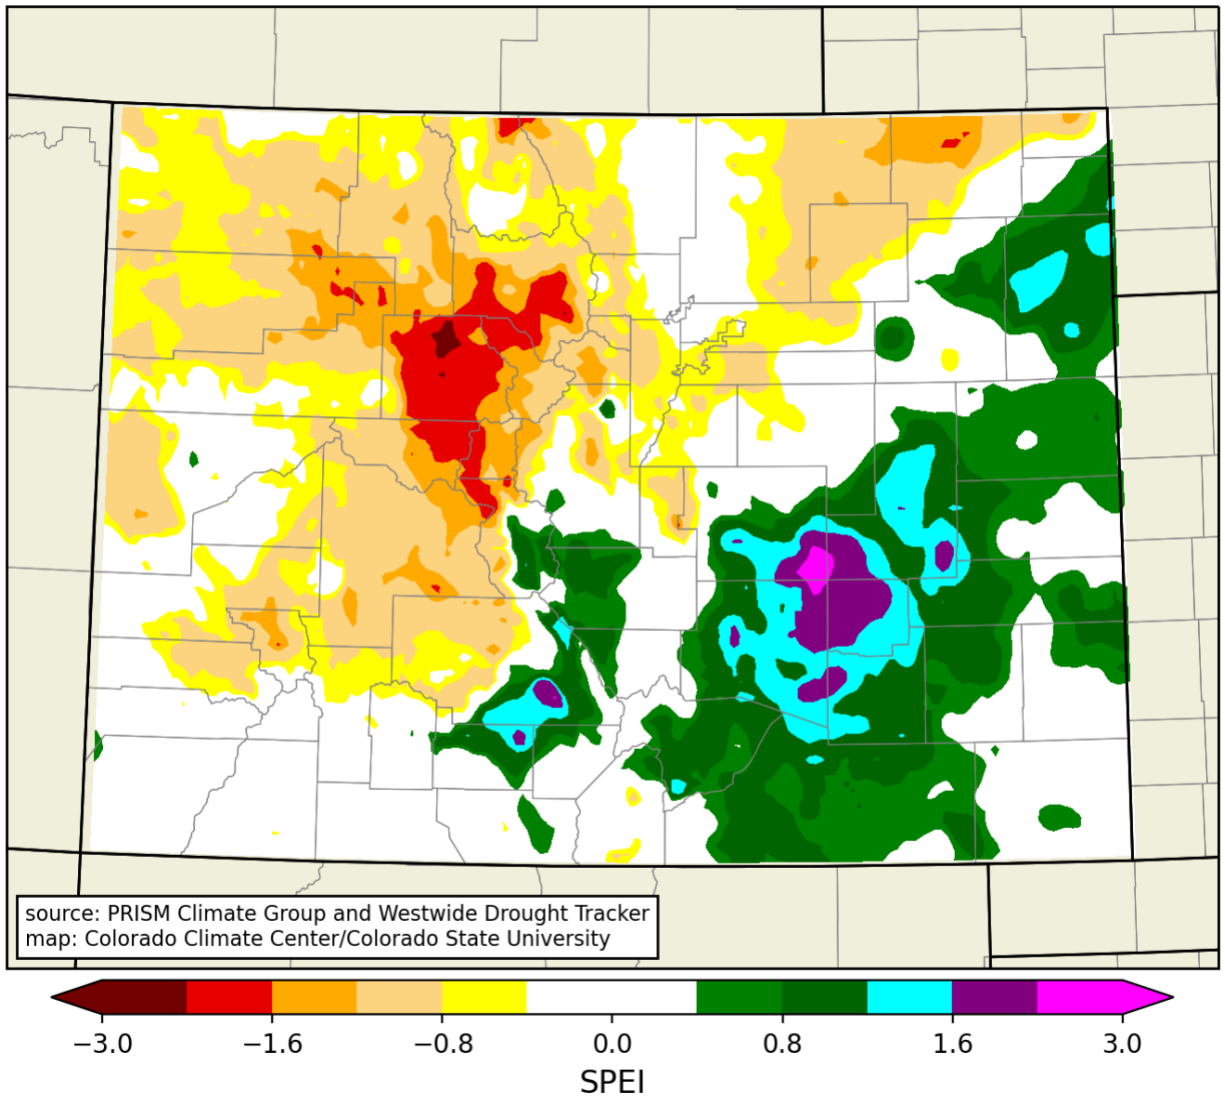 source: PRISM Climate Group and Westwide Drought Tracker
map: Colorado Climate Center/Colorado State University
−3.0 −1.6 −0.8 0.0 0.8 1.6 3.0
SPEI